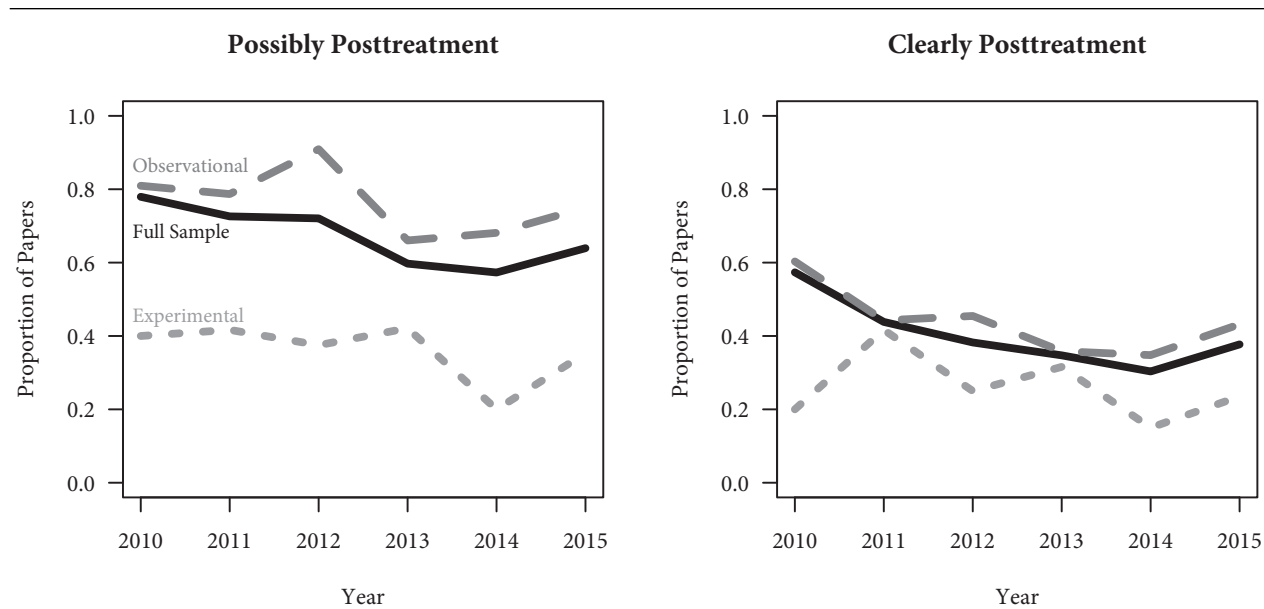 Possibly Posttreatment
Proportion of Papers
1.0
0.8
0.6
0.4
0.2
0.0
Observational
Full Sample
Experimental
2010 2011 2012 2013 2014 2015
Year
Clearly Posttreatment
Proportion of Papers
1.0
0.8
0.6
0.4
0.2
0.0
2010 2011 2012 2013 2014 2015
Year